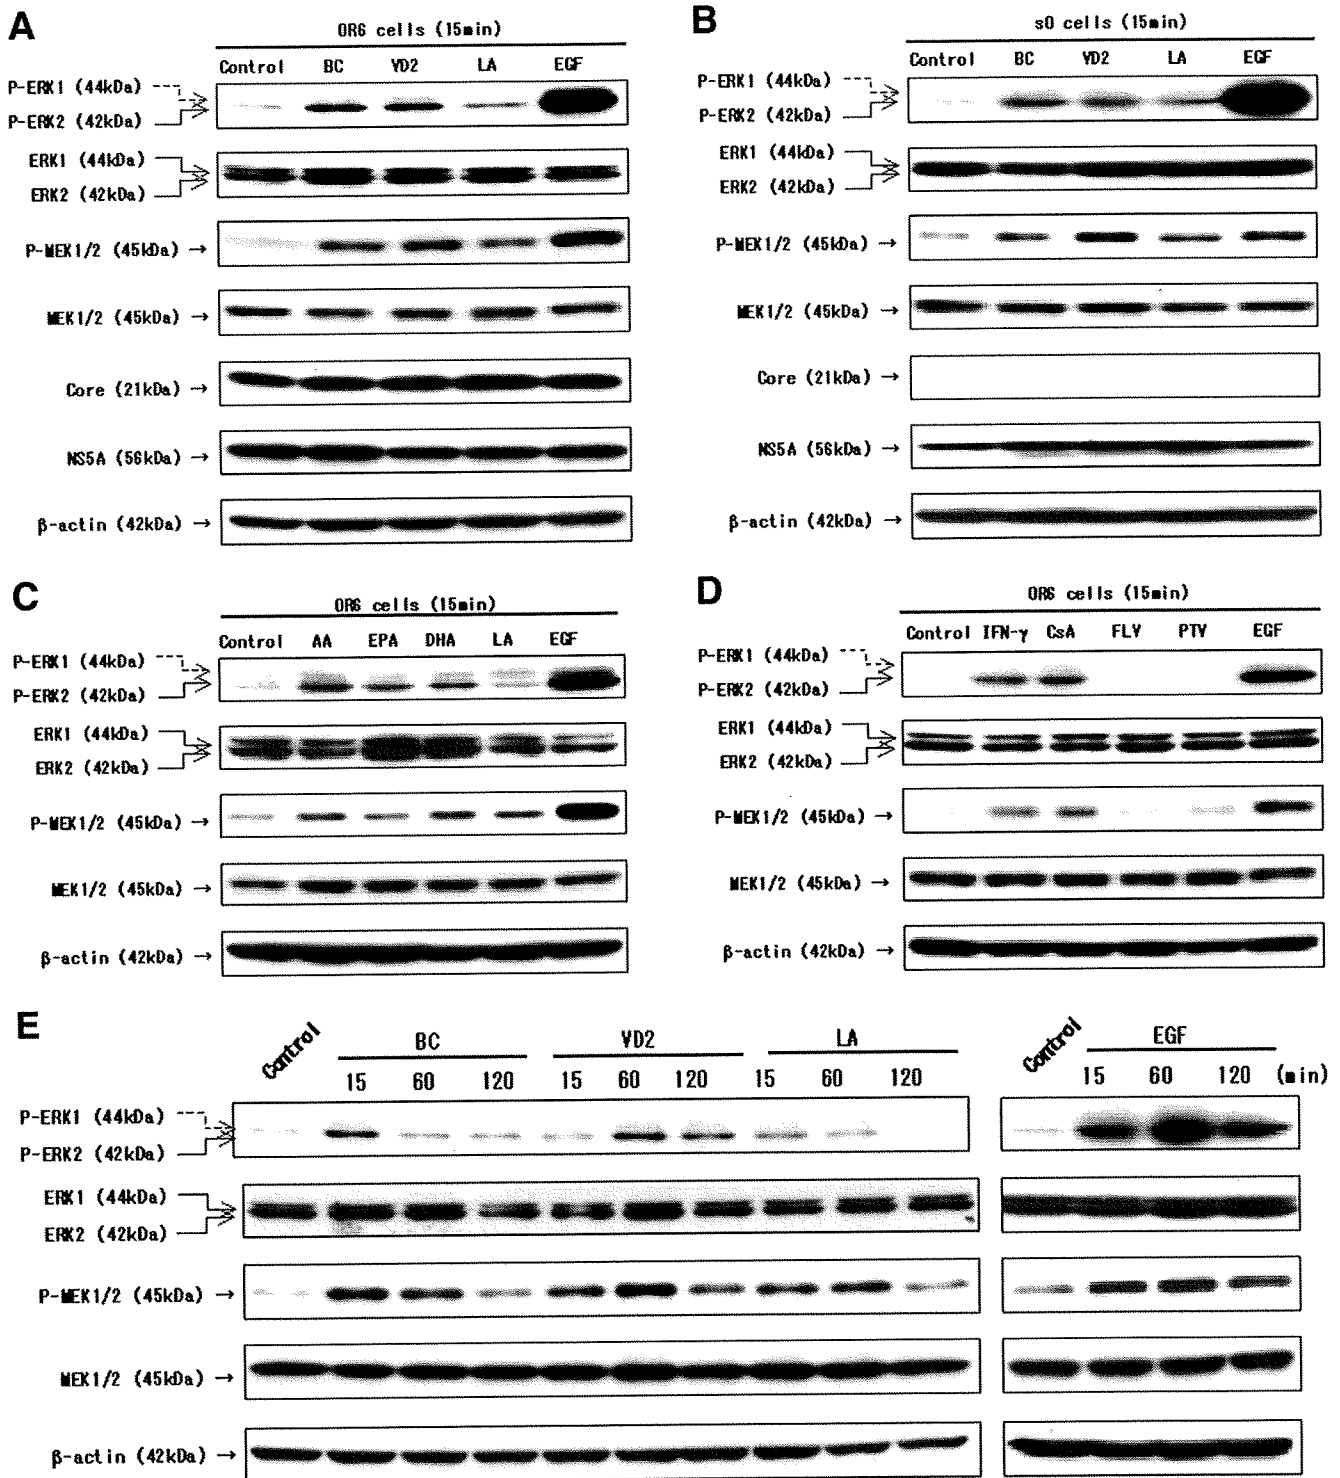 A
OR6 cells (15min)
Control BC VD2 LA EGF
P-ERK1 (44kDa)
P-ERK2 (42kDa)
ERK1 (44kDa)
ERK2 (42kDa)
P-MEK1/2 (45kDa) →
MEK1/2 (45kDa) →
Core (21kDa) →
NS5A (56kDa) →
β-actin (42kDa) →
B
sO cells (15min)
Control BC VD2 LA EGF
P-ERK1 (44kDa)
P-ERK2 (42kDa)
ERK1 (44kDa)
ERK2 (42kDa)
P-MEK1/2 (45kDa) →
MEK1/2 (45kDa) →
Core (21kDa) →
NS5A (56kDa) →
β-actin (42kDa) →
C
OR6 cells (15min)
Control AA EPA DHA LA EGF
P-ERK1 (44kDa)
P-ERK2 (42kDa)
ERK1 (44kDa)
ERK2 (42kDa)
P-MEK1/2 (45kDa) →
MEK1/2 (45kDa) →
β-actin (42kDa) →
D
OR6 cells (15min)
Control IFN-γ CsA FLV PTV EGF
P-ERK1 (44kDa)
P-ERK2 (42kDa)
ERK1 (44kDa)
ERK2 (42kDa)
P-MEK1/2 (45kDa) →
MEK1/2 (45kDa) →
β-actin (42kDa) →
E
Control BC VD2 LA Control EGF
15 60 120 15 60 120 15 60 120 15 60 120 (min)
P-ERK1 (44kDa)
P-ERK2 (42kDa)
ERK1 (44kDa)
ERK2 (42kDa)
P-MEK1/2 (45kDa) →
MEK1/2 (45kDa) →
β-actin (42kDa) →